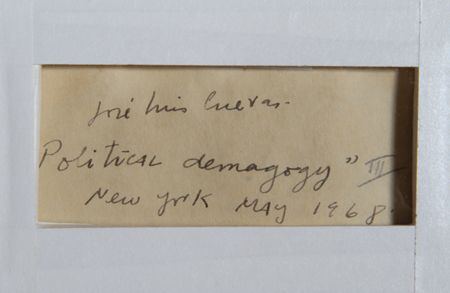 José Luis Cuevas.
Political demagogy" III
New York May 1968.